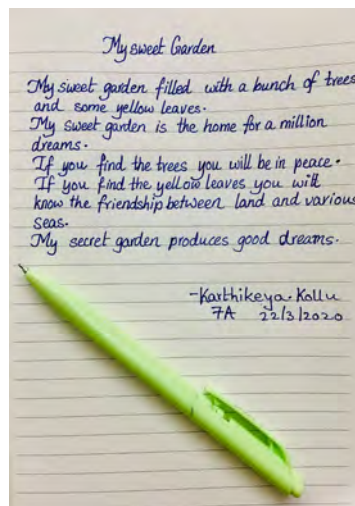 My sweet Garden
My sweet garden filled with a bunch of trees
and some yellow leaves.
My sweet garden is the home for a million
dreams.
If you find the trees you will be in peace.
If you find the yellow leaves you will
know the friendship between land and various
seas.
My secret garden produces good dreams.
-Karthikeya.Kollu
7A 22/3/2020